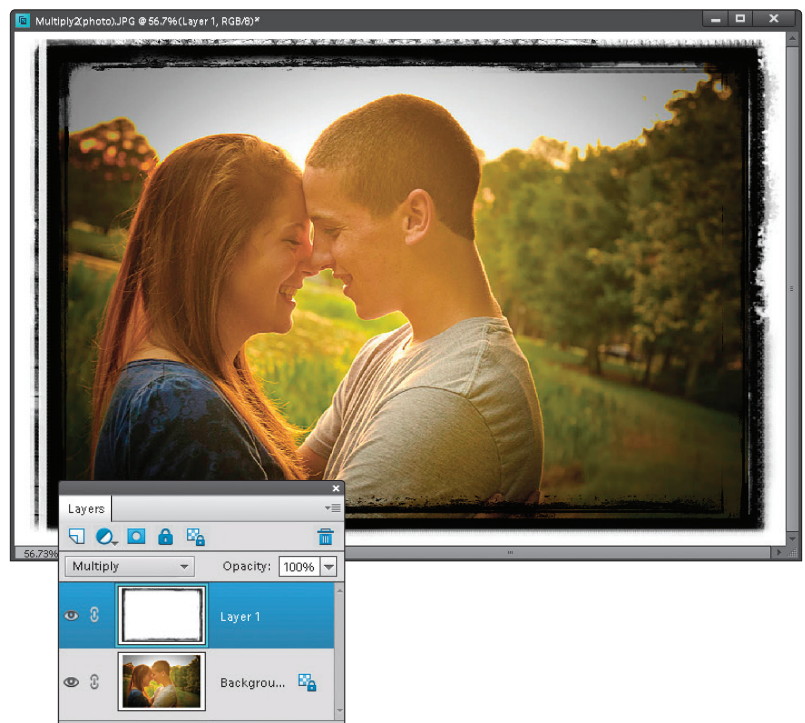 Multiply2(photo).JPG @ 56.7% (Layer 1, RGB/8)*
56.73%
Layers
Multiply Opacity: 100%
Layer 1
Backgrou...